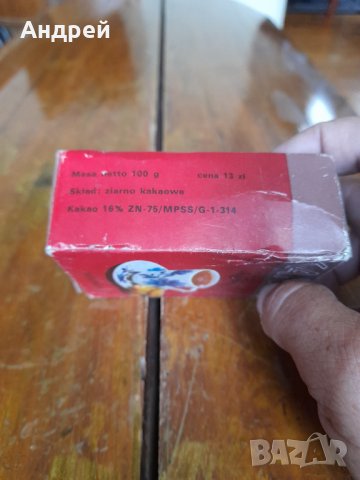 Андрей
Masa netto 100 g cena 13 zł
Skład: ziarno kakaowe
Kakao 16% ZN-75/MPSS/G-1-314
BAZAR